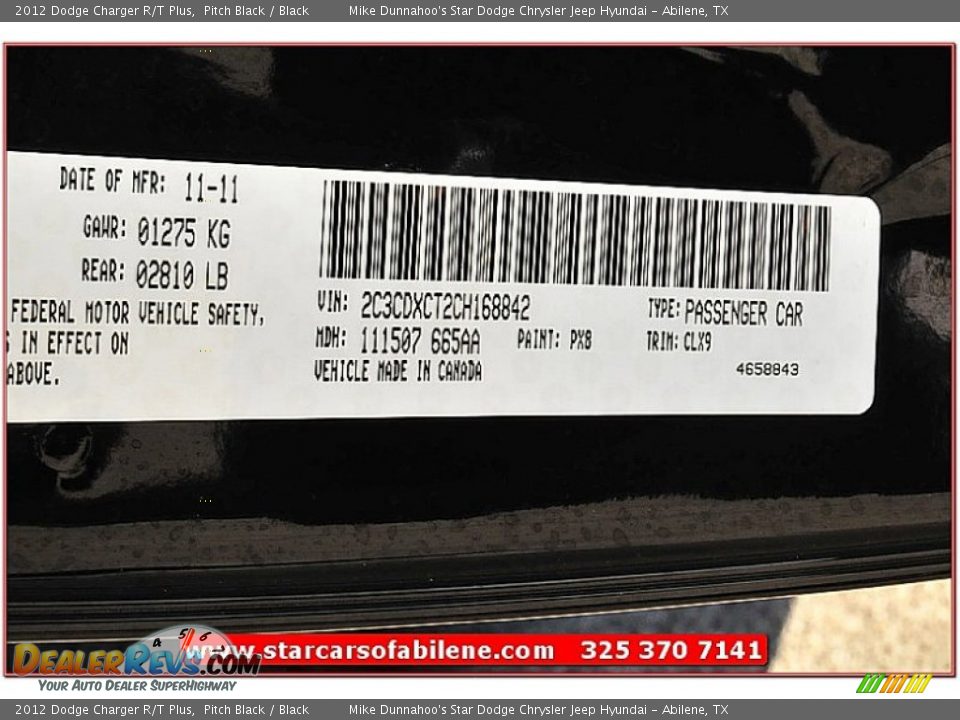 2012 Dodge Charger R/T Plus,  Pitch Black / Black          Mike Dunnahoo's Star Dodge Chrysler Jeep Hyundai - Abilene, TX
DATE OF MFR: 11-11
GAWR: 01275 KG
REAR: 02810 LB
FEDERAL MOTOR VEHICLE SAFETY,
S IN EFFECT ON
ABOVE.
VIN: 2C3CDXCT2CH168842
TYPE: PASSENGER CAR
MDH: 111507 665AA
PAINT: PX8
TRIM: CLX9
VEHICLE MADE IN CANADA
4658843
www.starcarsofabilene.com 325 370 7141
4 5 6
DEALERREVS.COM
YOUR AUTO DEALER SUPERHIGHWAY
2012 Dodge Charger R/T Plus,  Pitch Black / Black          Mike Dunnahoo's Star Dodge Chrysler Jeep Hyundai - Abilene, TX